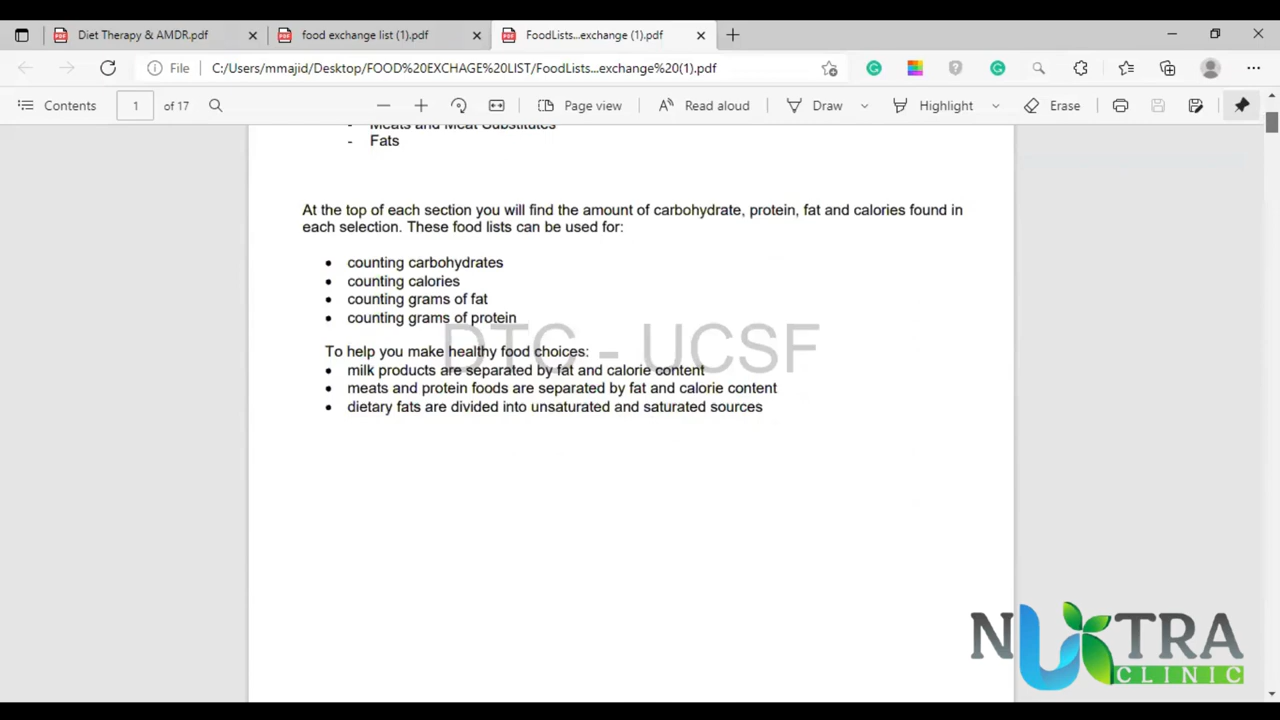 Diet Therapy & AMDR.pdf
food exchange list (1).pdf
FoodLists...exchange (1).pdf
File
C:/Users/mmajid/Desktop/FOOD%20EXCHAGE%20LIST/FoodLists...exchange%20(1).pdf
Contents
1
of 17
Page view
Read aloud
Draw
Highlight
Erase
- Meats and Meat Substitutes
- Fats
At the top of each section you will find the amount of carbohydrate, protein, fat and calories found in
each selection. These food lists can be used for:
• counting carbohydrates
• counting calories
• counting grams of fat
• counting grams of protein
DTC - UCSF
To help you make healthy food choices:
• milk products are separated by fat and calorie content
• meats and protein foods are separated by fat and calorie content
• dietary fats are divided into unsaturated and saturated sources
NUTRA
CLINIC